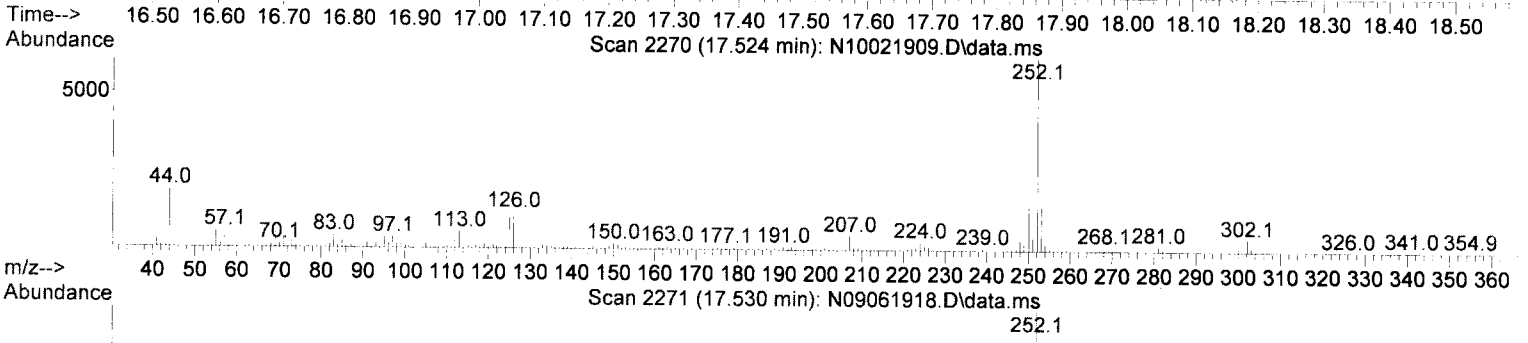 Time--> 16.50 16.60 16.70 16.80 16.90 17.00 17.10 17.20 17.30 17.40 17.50 17.60 17.70 17.80 17.90 18.00 18.10 18.20 18.30 18.40 18.50
Abundance
Scan 2270 (17.524 min): N10021909.D\data.ms
252.1
5000
44.0
57.1 70.1 83.0 97.1 113.0 126.0 150.0 163.0 177.1 191.0 207.0 224.0 239.0 268.1 281.0 302.1 326.0 341.0 354.9
m/z--> 40 50 60 70 80 90 100 110 120 130 140 150 160 170 180 190 200 210 220 230 240 250 260 270 280 290 300 310 320 330 340 350 360
Abundance
Scan 2271 (17.530 min): N09061918.D\data.ms
252.1